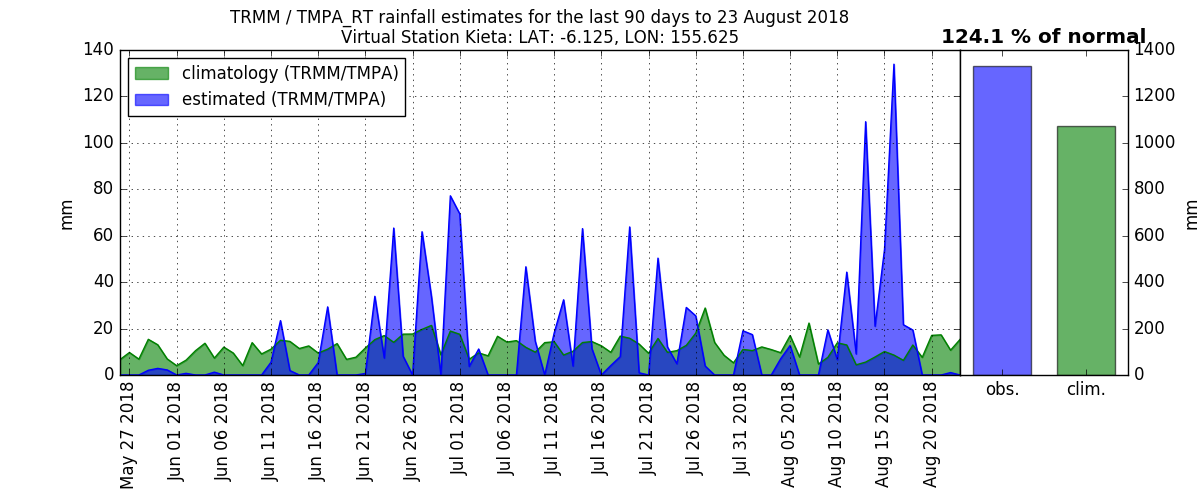 TRMM / TMPA_RT rainfall estimates for the last 90 days to 23 August 2018
Virtual Station Kieta: LAT: -6.125, LON: 155.625
124.1 % of normal
climatology (TRMM/TMPA)
estimated (TRMM/TMPA)
mm
140
120
100
80
60
40
20
0
May 27 2018
Jun 01 2018
Jun 06 2018
Jun 11 2018
Jun 16 2018
Jun 21 2018
Jun 26 2018
Jul 01 2018
Jul 06 2018
Jul 11 2018
Jul 16 2018
Jul 21 2018
Jul 26 2018
Jul 31 2018
Aug 05 2018
Aug 10 2018
Aug 15 2018
Aug 20 2018
obs.
clim.
1400
1200
1000
800
600
400
200
0
mm